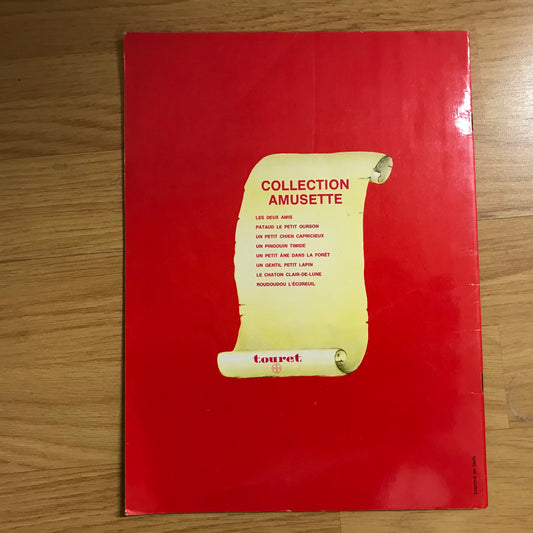 COLLECTION
AMUSETTE
LES DEUX AMIS
PATAUD LE PETIT OURSON
UN PETIT CHIEN CAPRICIEUX
UN PINGOUIN TIMIDE
UN PETIT ÂNE DANS LA FORÊT
UN GENTIL PETIT LAPIN
LE CHATON CLAIR-DE-LUNE
ROUDOUDOU L'ÉCUREUIL
touret